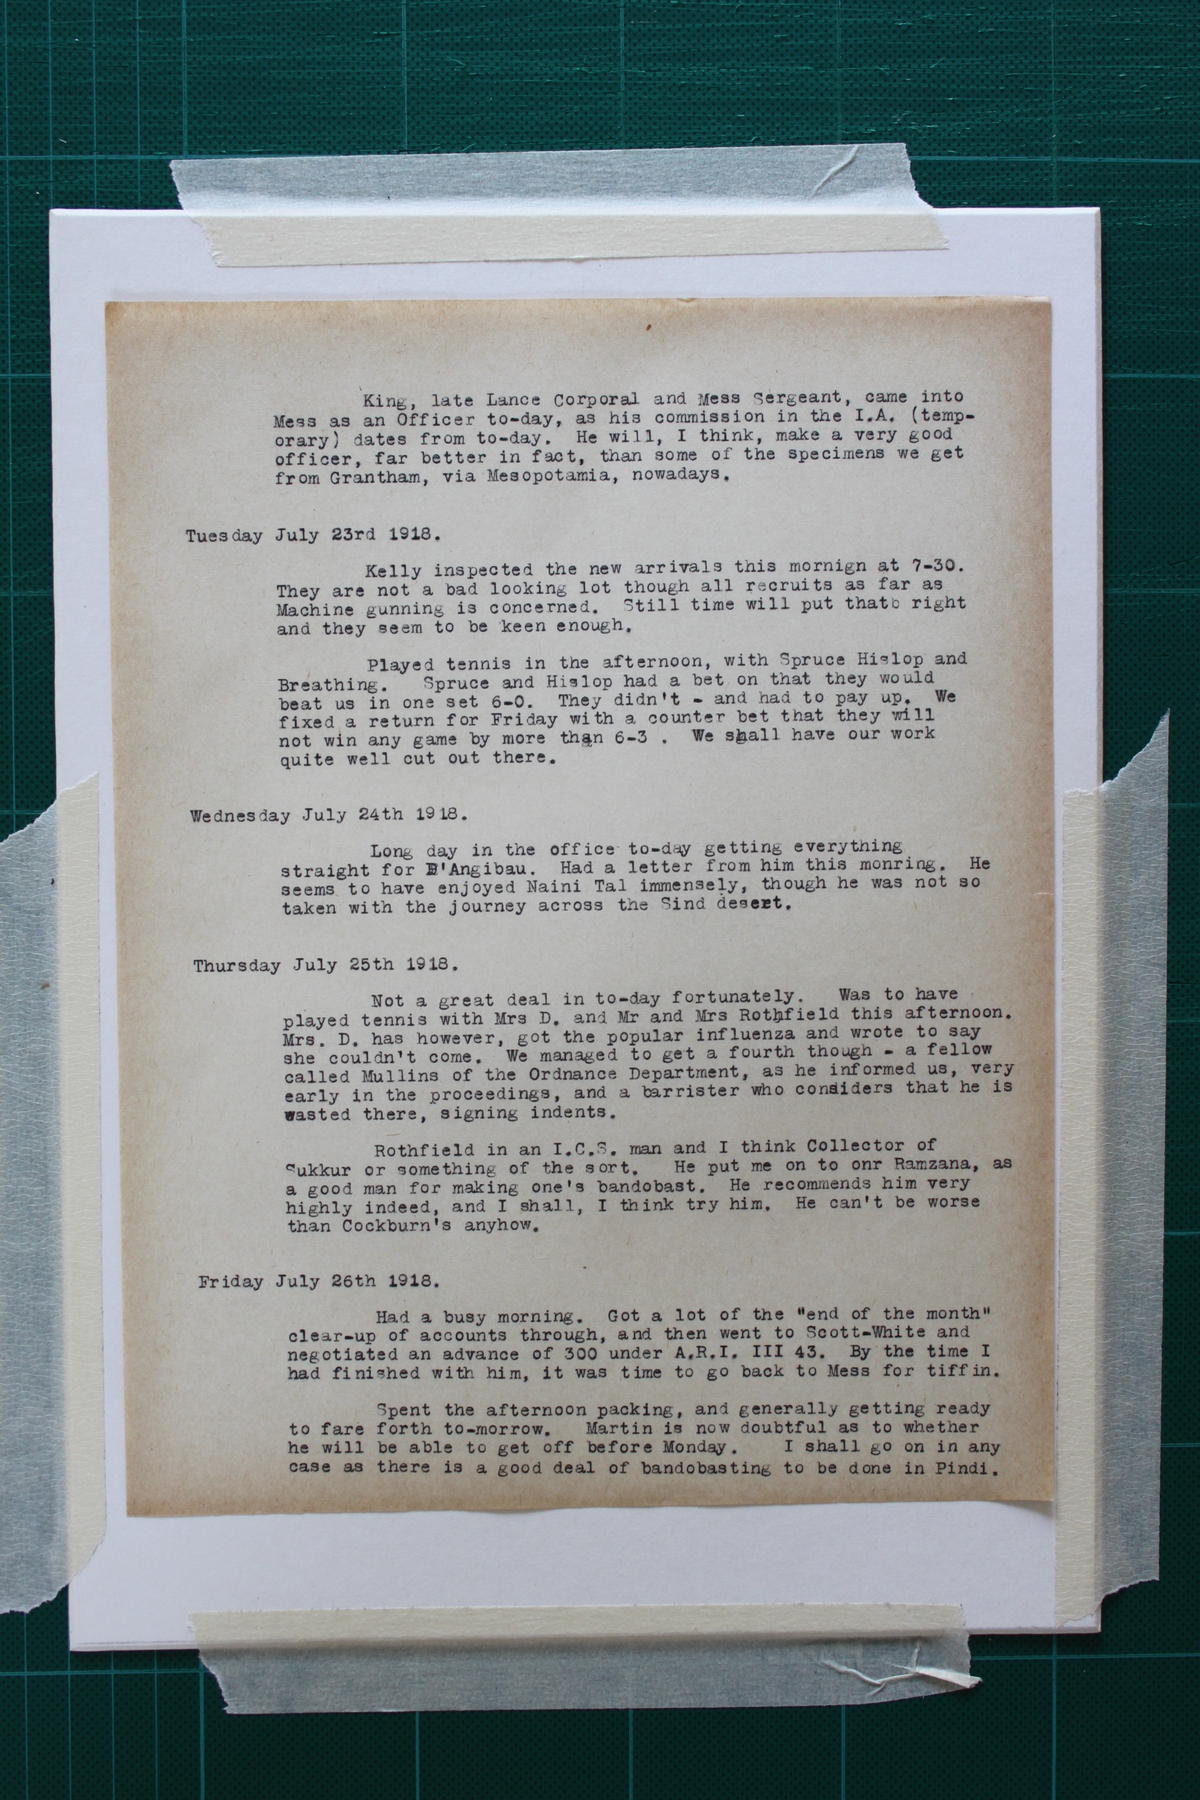 King, late Lance Corporal and Mess Sergeant, came into
Mess as an Officer to-day, as his commission in the I.A. (temp-
orary) dates from to-day. He will, I think, make a very good
officer, far better in fact, than some of the specimens we get
from Grantham, via Mesopotamia, nowadays.
Tuesday July 23rd 1918.
Kelly inspected the new arrivals this mornign at 7-30.
They are not a bad looking lot though all recruits as far as
Machine gunning is concerned. Still time will put thatb right
and they seem to be keen enough.
Played tennis in the afternoon, with Spruce Hislop and
Breathing. Spruce and Hislop had a bet on that they would
beat us in one set 6-0. They didn't - and had to pay up. We
fixed a return for Friday with a counter bet that they will
not win any game by more than 6-3 . We shall have our work
quite well cut out there.
Wednesday July 24th 1918.
Long day in the office to-day getting everything
straight for D'Angibau. Had a letter from him this monring. He
seems to have enjoyed Naini Tal immensely, though he was not so
taken with the journey across the Sind desert.
Thursday July 25th 1918.
Not a great deal in to-day fortunately. Was to have
played tennis with Mrs D. and Mr and Mrs Rothfield this afternoon.
Mrs. D. has however, got the popular influenza and wrote to say
she couldn't come. We managed to get a fourth though - a fellow
called Mullins of the Ordnance Department, as he informed us, very
early in the proceedings, and a barrister who considers that he is
wasted there, signing indents.
Rothfield in an I.C.S. man and I think Collector of
Sukkur or something of the sort. He put me on to onr Ramzana, as
a good man for making one's bandobast. He recommends him very
highly indeed, and I shall, I think try him. He can't be worse
than Cockburn's anyhow.
Friday July 26th 1918.
Had a busy morning. Got a lot of the "end of the month"
clear-up of accounts through, and then went to Scott-White and
negotiated an advance of 300 under A.R.I. III 43. By the time I
had finished with him, it was time to go back to Mess for tiffin.
Spent the afternoon packing, and generally getting ready
to fare forth to-morrow. Martin is now doubtful as to whether
he will be able to get off before Monday. I shall go on in any
case as there is a good deal of bandobasting to be done in Pindi.